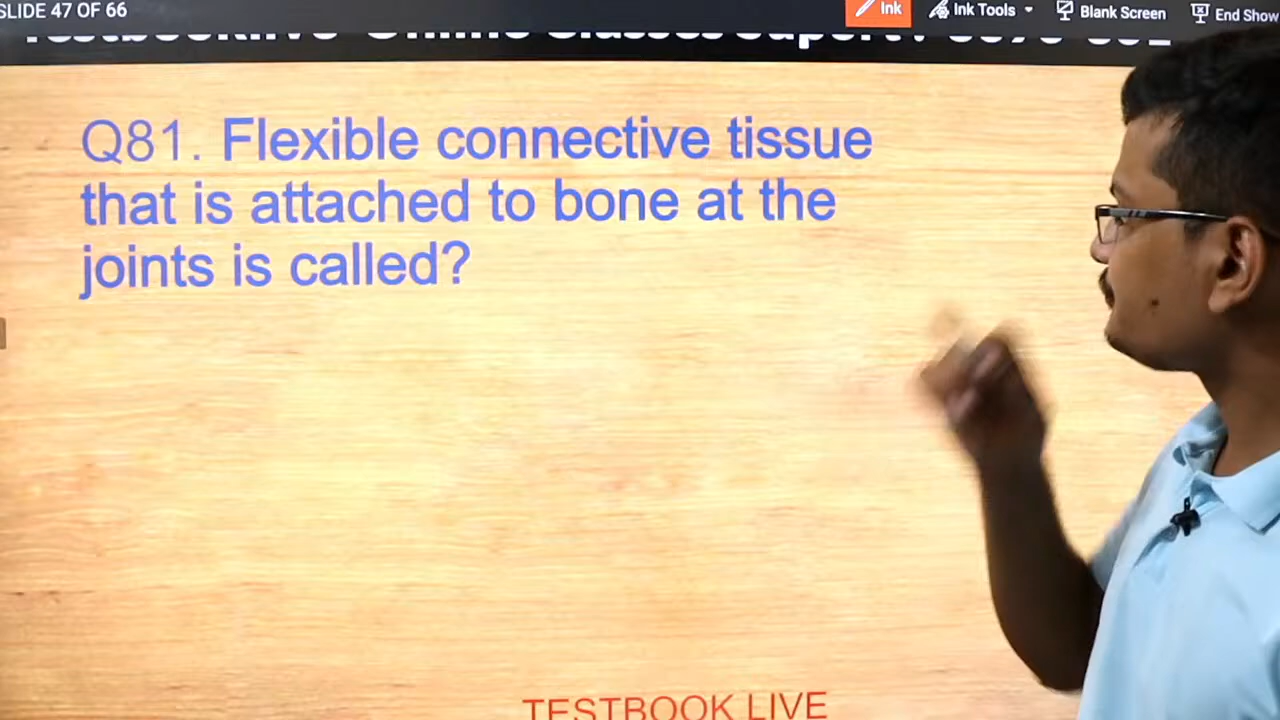 SLIDE 47 OF 66
Ink
Ink Tools
Blank Screen
End Show
Q81. Flexible connective tissue
that is attached to bone at the
joints is called?
TESTBOOK LIVE